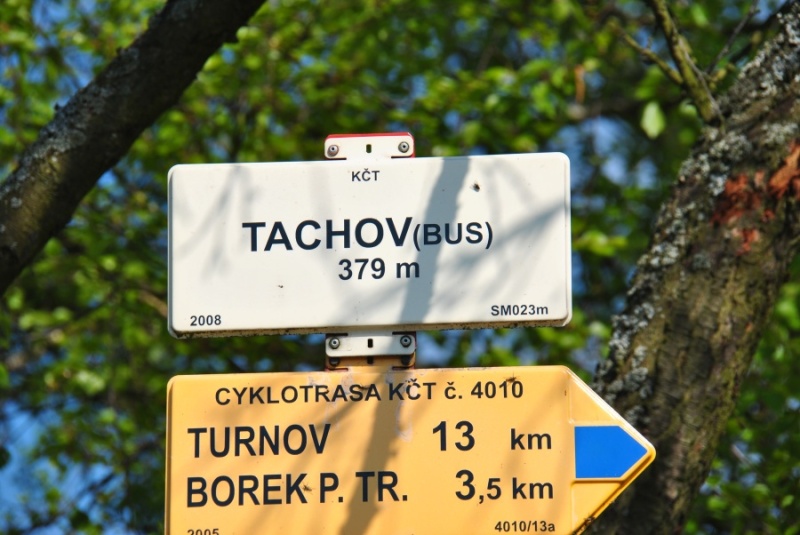 KČT
TACHOV(BUS)
379 m
2008 SM023m
CYKLOTRASA KČT č. 4010
TURNOV 13 km
BOREK P. TR. 3,5 km
2005 4010/13a